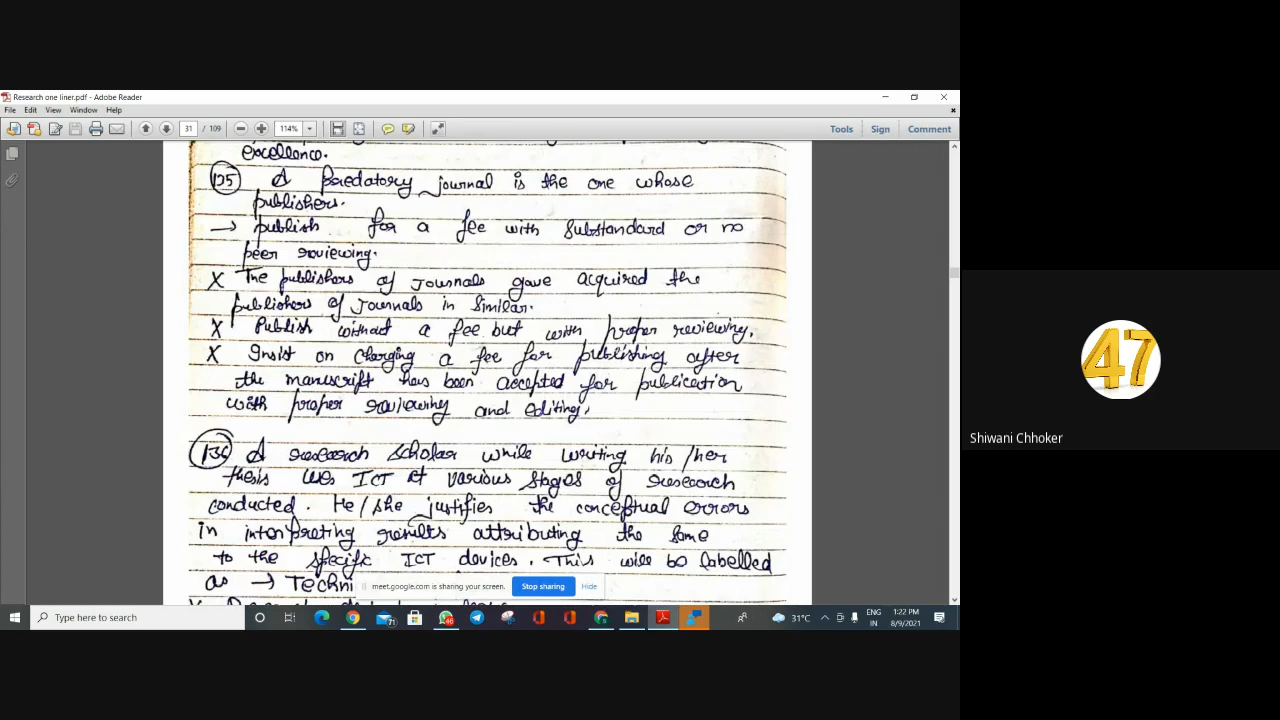 Research one liner.pdf - Adobe Reader
File Edit View Window Help
31 / 109 114% Tools Sign Comment
excellence.
135 A predatory journal is the one whose
publishers.
→ publish for a fee with substandard or no
peer reviewing.
X The publishers of Journals gave acquired the
publishers of Journals in similar.
X Publish without a fee but with proper reviewing.
X Insist on charging a fee for publishing after
the manuscript has been accepted for publication
with proper reviewing and editing.
136 A research scholar while writing his/her
thesis uses ICT at various stages of research
conducted. He/she justifies the conceptual errors
in interpreting results attributing the same
to the specific ICT devices. This will be labelled
as → Techni
meet.google.com is sharing your screen. Stop sharing Hide
Type here to search
71
31°C
ENG
IN
1:22 PM
8/9/2021
47
Shiwani Chhoker